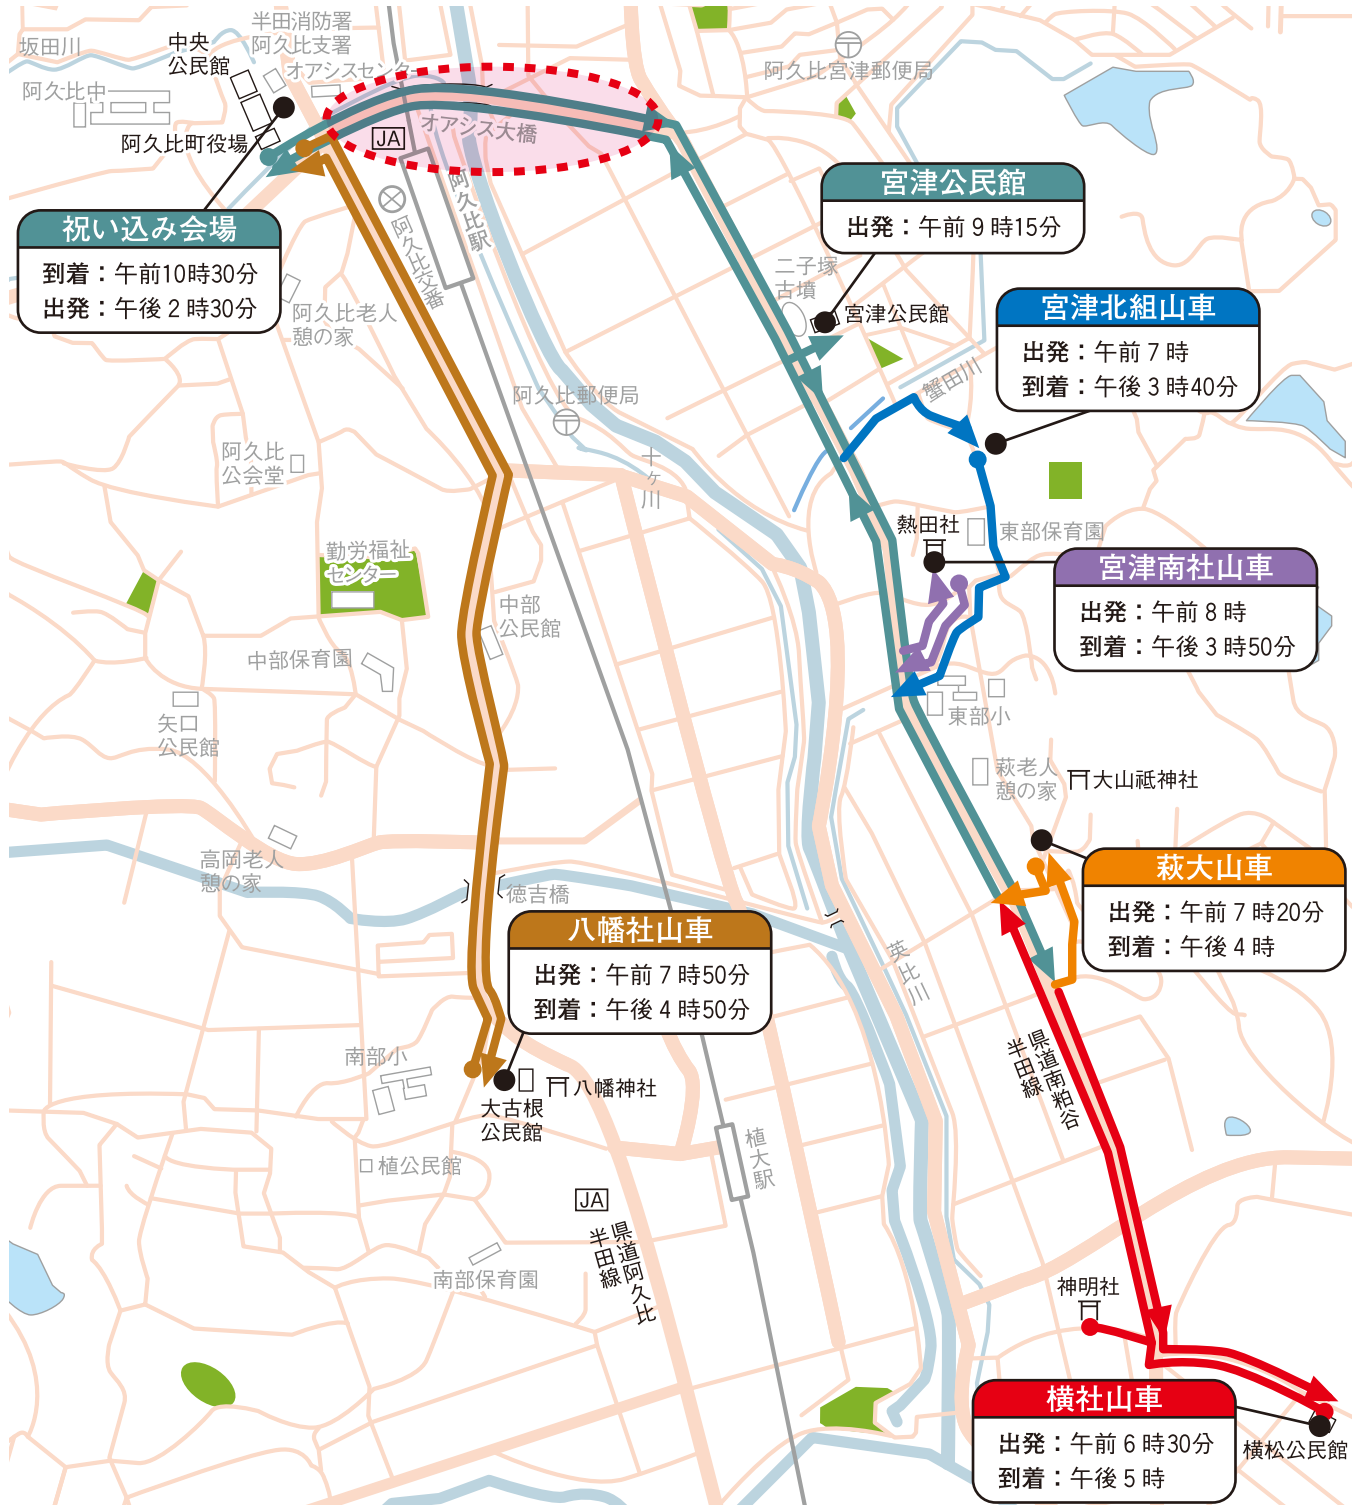 坂田川
中央
公民館
半田消防署
阿久比支署
オアシスセンター
阿久比中
阿久比町役場
JA
オアシス大橋
阿久比宮津郵便局
阿久比駅
阿久比交番
祝い込み会場
到着：午前10時30分
出発：午後2時30分
宮津公民館
出発：午前9時15分
二子塚
古墳
宮津公民館
阿久比老人
憩の家
宮津北組山車
出発：午前7時
到着：午後3時40分
蟹田川
阿久比郵便局
阿久比
公会堂
十ヶ川
熱田社
東部保育園
勤労福祉
センター
宮津南社山車
出発：午前8時
到着：午後3時50分
中部
公民館
中部保育園
矢口
公民館
東部小
萩老人
憩の家
大山祗神社
高岡老人
憩の家
徳吉橋
萩大山車
出発：午前7時20分
到着：午後4時
八幡社山車
出発：午前7時50分
到着：午後4時50分
英比川
県道南粕谷
半田線
南部小
八幡神社
大古根
公民館
植公民館
植大駅
JA
県道阿久比
半田線
南部保育園
神明社
横社山車
出発：午前6時30分
到着：午後5時
横松公民館